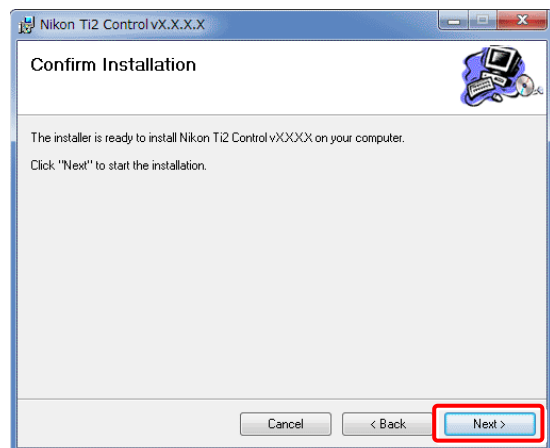 Nikon Ti2 Control vX.X.X.X
Confirm Installation
The installer is ready to install Nikon Ti2 Control vX.X.X.X on your computer.
Click "Next" to start the installation.
Cancel
< Back
Next >